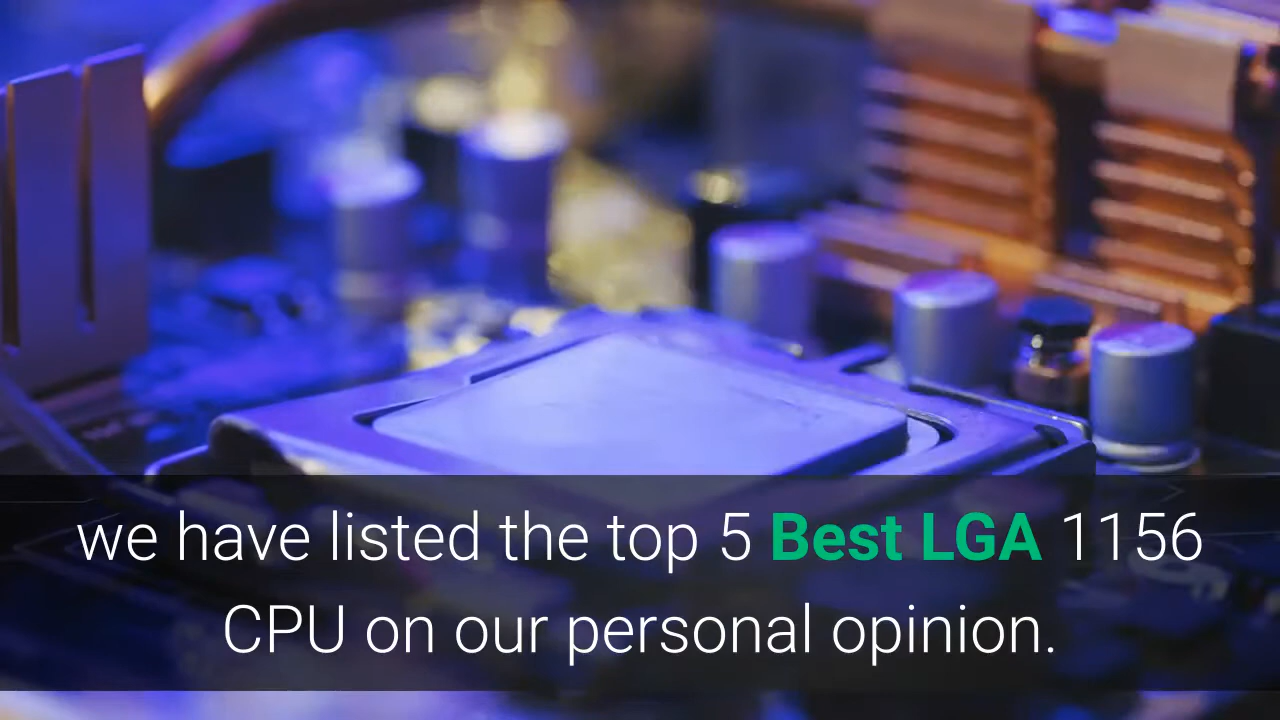 we have listed the top 5 Best LGA 1156
CPU on our personal opinion.